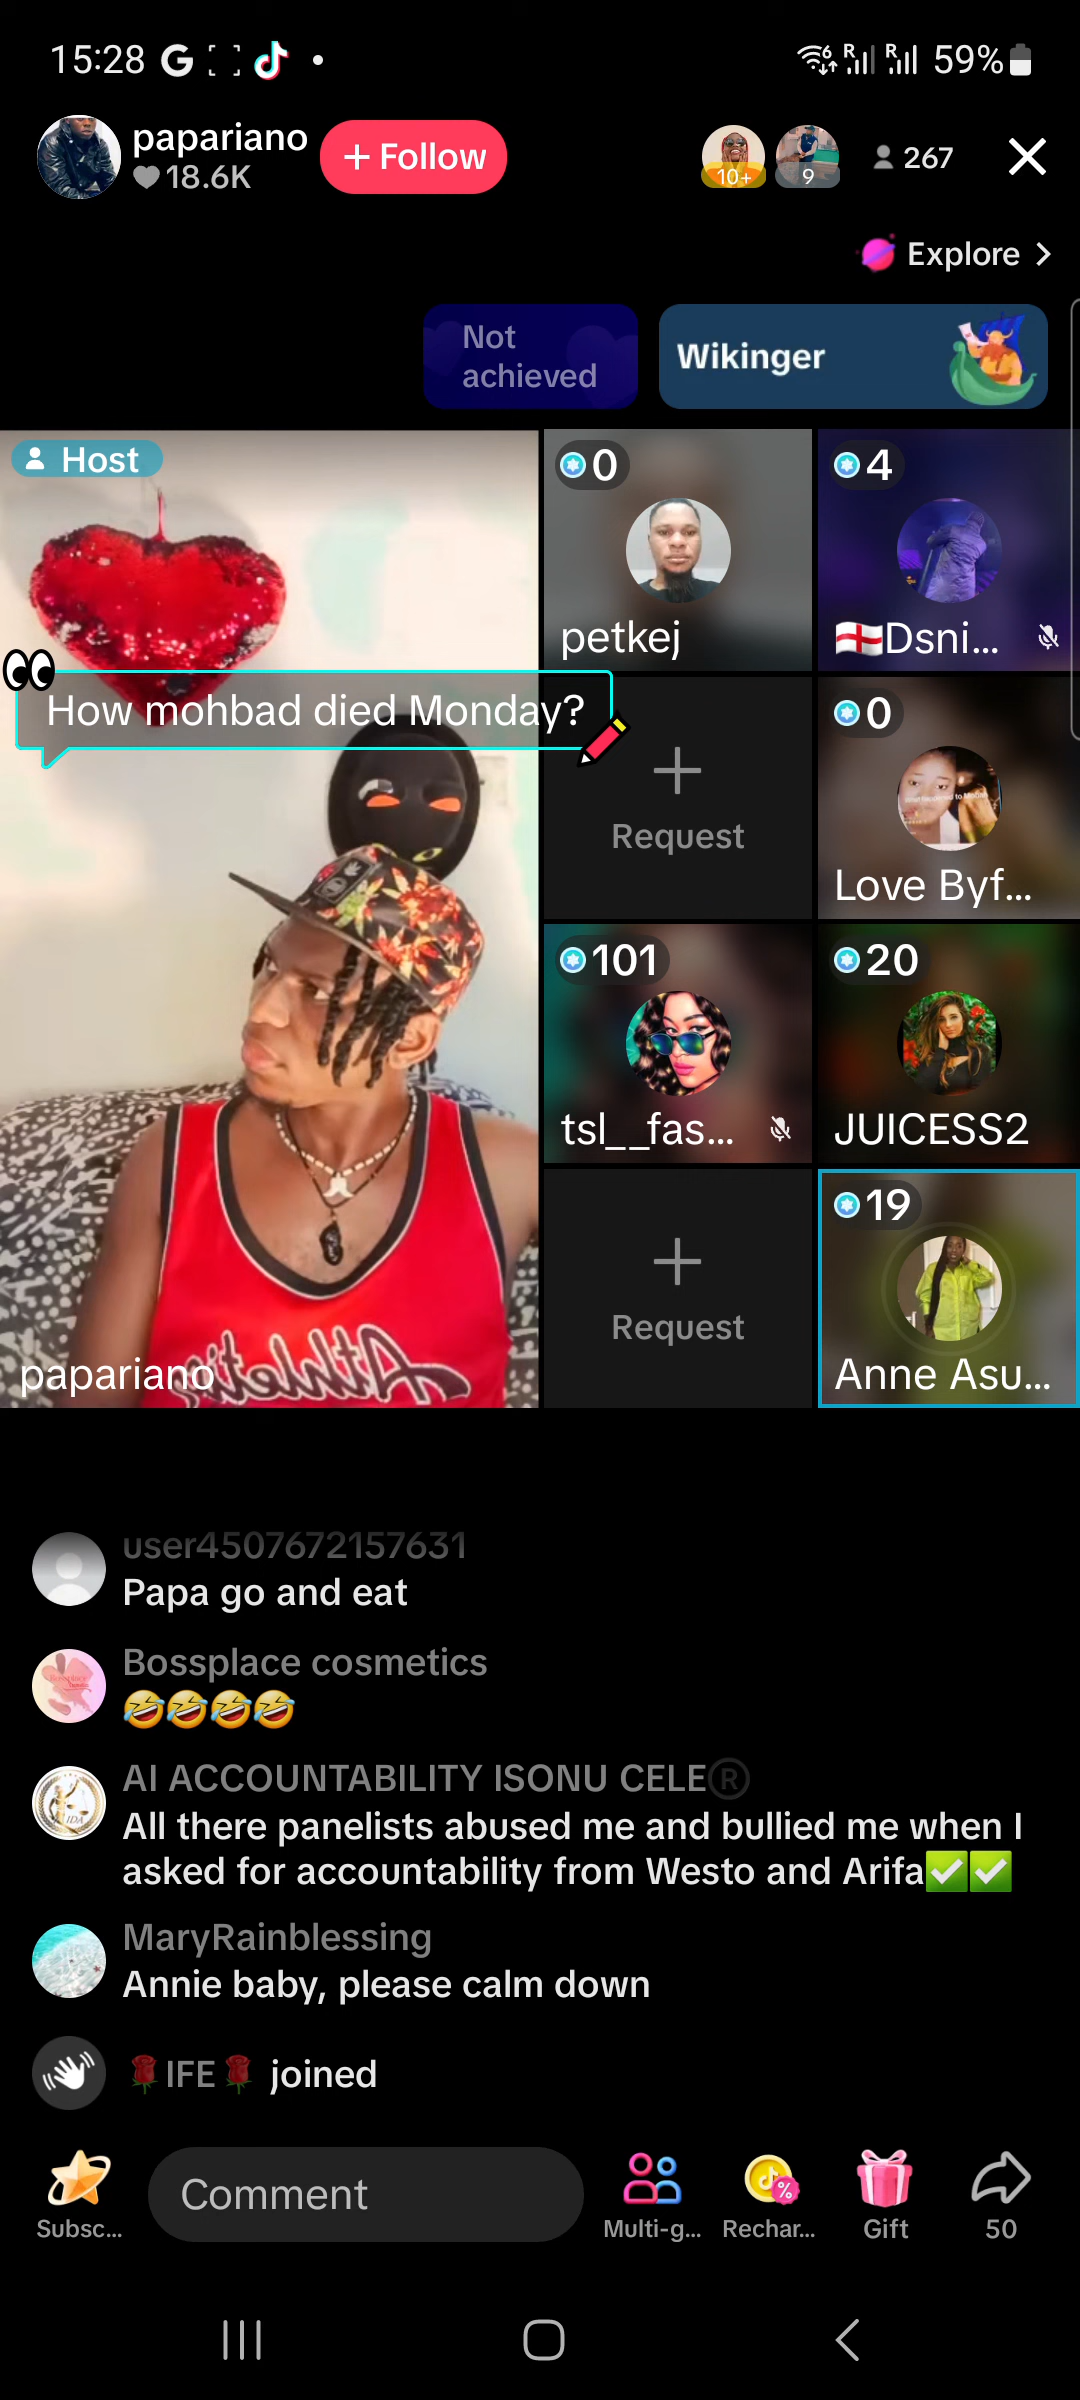 15:28
59%
papariano
18.6K
+ Follow
10+
9
267
Explore
Not
achieved
Wikinger
Host
0
petkej
4
Dsni...
How mohbad died Monday?
Request
0
Love Byf...
101
tsl__fas...
20
JUICESS2
Request
19
Anne Asu...
Athletic
papariano
user4507672157631
Papa go and eat
Bossplace cosmetics
🤣🤣🤣🤣
AI ACCOUNTABILITY ISONU CELE®
All there panelists abused me and bullied me when I
asked for accountability from Westo and Arifa✅✅
MaryRainblessing
Annie baby, please calm down
🌹IFE🌹 joined
Subsc...
Comment
Multi-g...
Rechar...
Gift
50